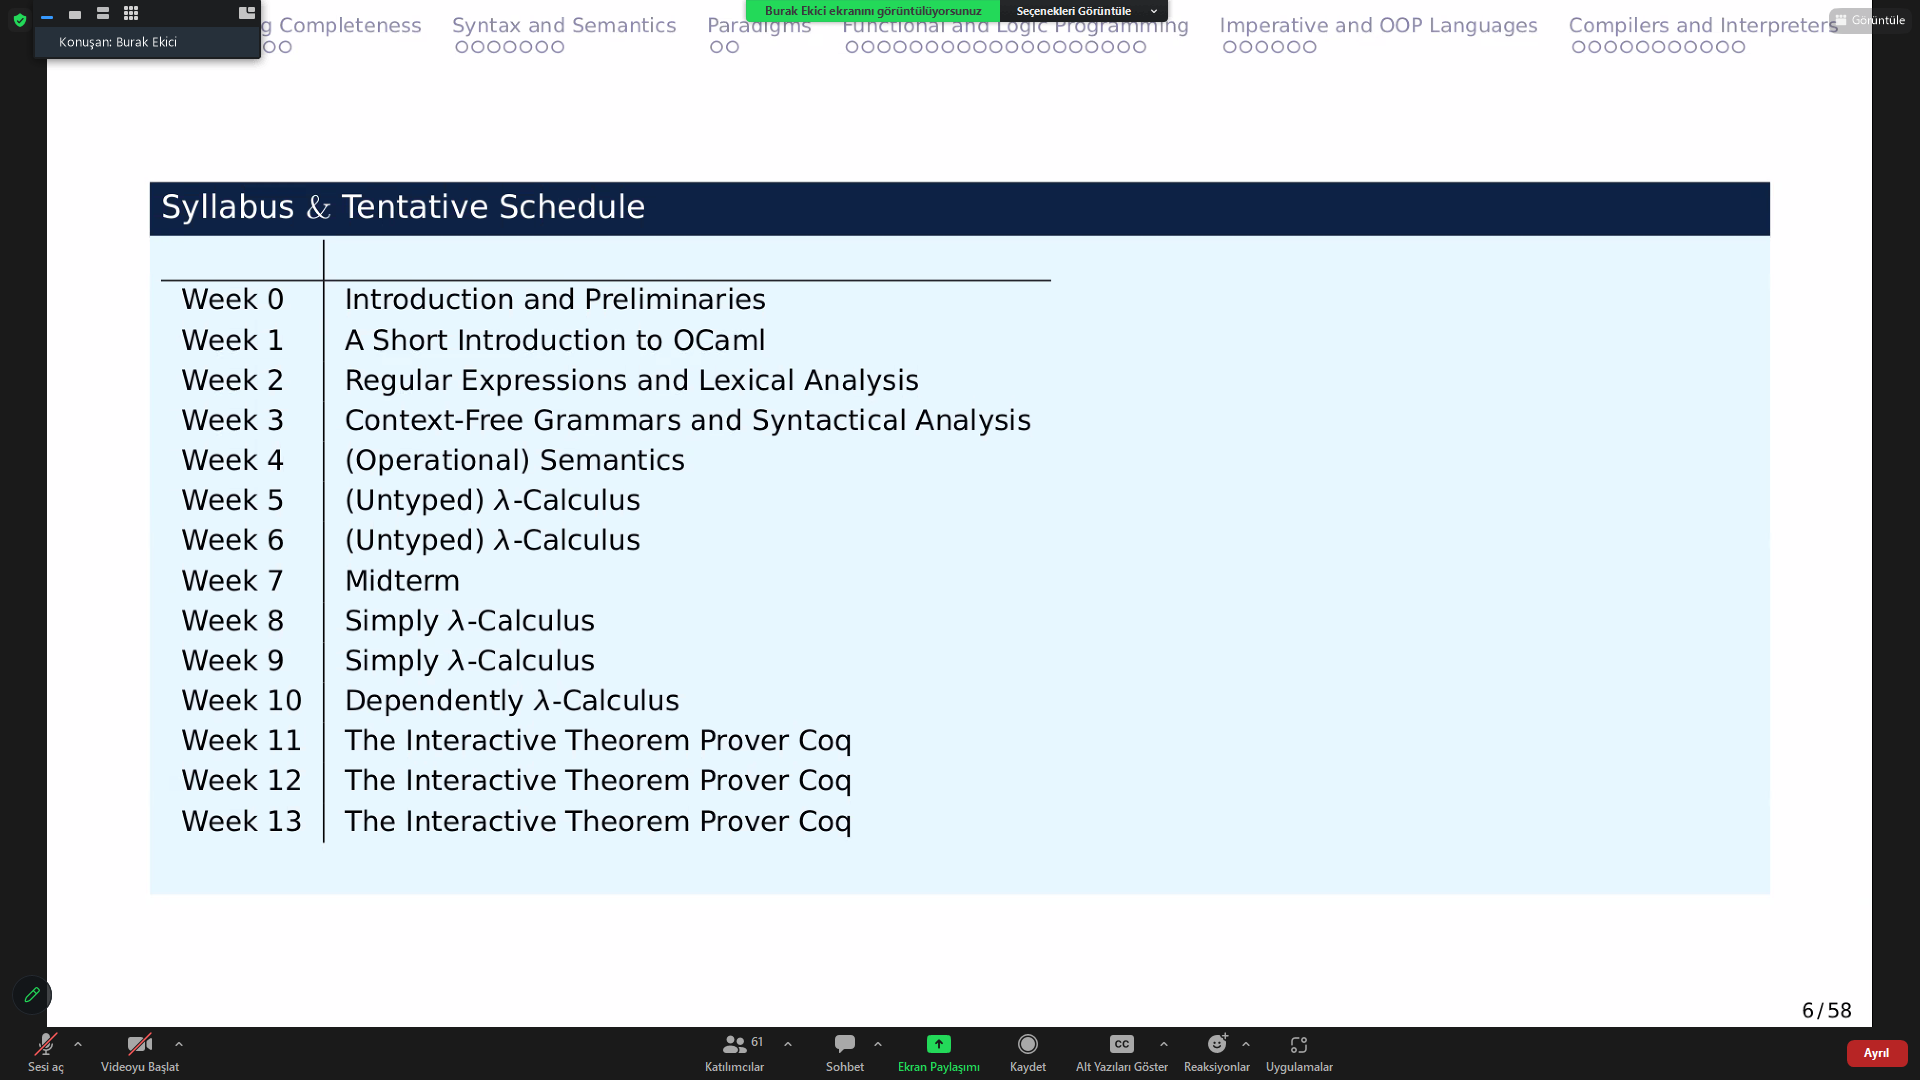 g Completeness Syntax and Semantics Paradigms Functional and Logic Programming Imperative and OOP Languages Compilers and Interpreters
Burak Ekici ekranını görüntülüyorsunuz Seçenekleri Görüntüle
Görüntüle
Konuşan: Burak Ekici
Syllabus & Tentative Schedule
Week 0 Introduction and Preliminaries
Week 1 A Short Introduction to OCaml
Week 2 Regular Expressions and Lexical Analysis
Week 3 Context-Free Grammars and Syntactical Analysis
Week 4 (Operational) Semantics
Week 5 (Untyped) λ-Calculus
Week 6 (Untyped) λ-Calculus
Week 7 Midterm
Week 8 Simply λ-Calculus
Week 9 Simply λ-Calculus
Week 10 Dependently λ-Calculus
Week 11 The Interactive Theorem Prover Coq
Week 12 The Interactive Theorem Prover Coq
Week 13 The Interactive Theorem Prover Coq
6/58
61
CC
Sesi aç Videoyu Başlat Katılımcılar Sohbet Ekran Paylaşımı Kaydet Alt Yazıları Göster Reaksiyonlar Uygulamalar Ayrıl